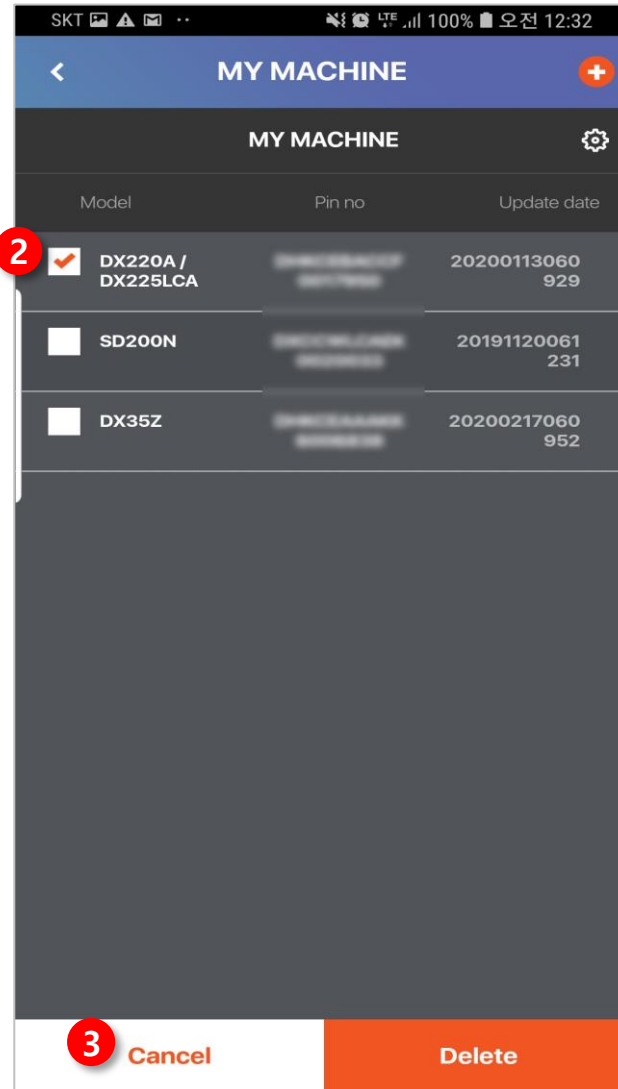 SKT 100% 오전 12:32
MY MACHINE
MY MACHINE
Model Pin no Update date
2
DX220A /
DX225LCA
20200113060
929
SD200N
20191120061
231
DX35Z
20200217060
952
3 Cancel Delete